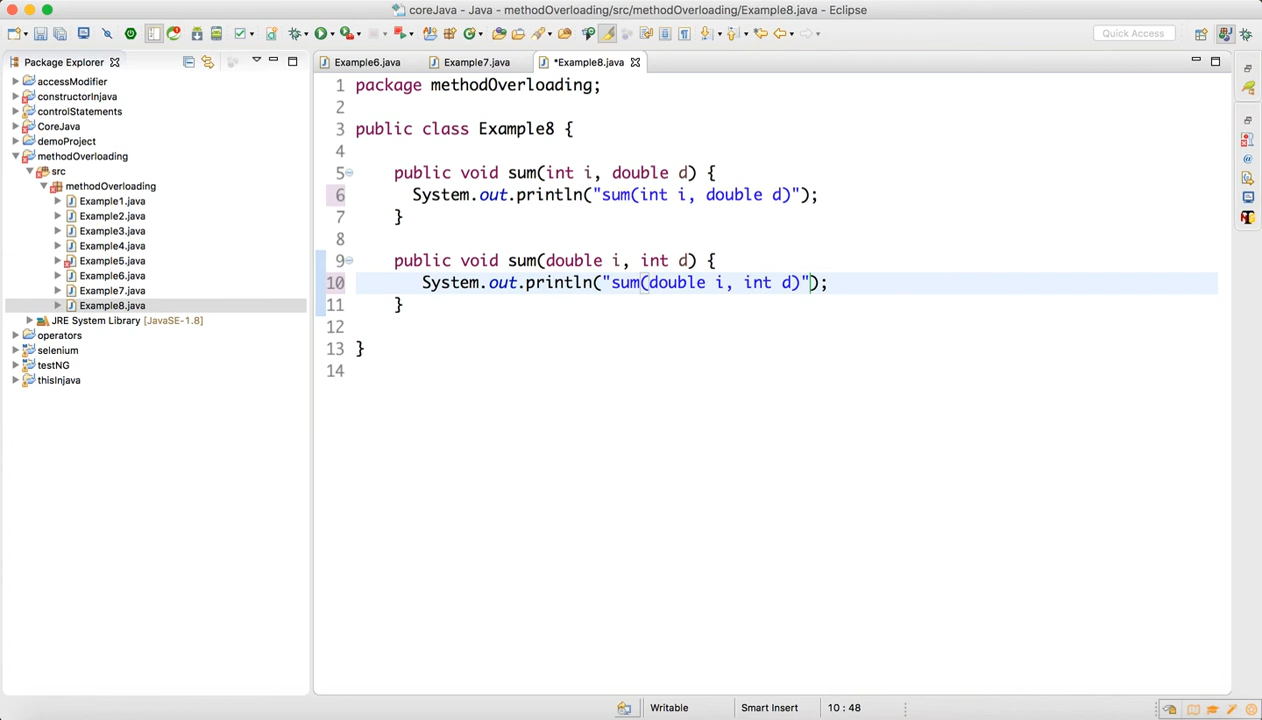 coreJava - Java - methodOverloading/src/methodOverloading/Example8.java - Eclipse
Quick Access
Package Explorer
accessModifier
constructorInjava
controlStatements
CoreJava
demoProject
methodOverloading
src
methodOverloading
Example1.java
Example2.java
Example3.java
Example4.java
Example5.java
Example6.java
Example7.java
Example8.java
JRE System Library [JavaSE-1.8]
operators
selenium
testNG
thisInjava
Example6.java Example7.java *Example8.java
1 package methodOverloading;
2
3 public class Example8 {
4
5 public void sum(int i, double d) {
6 System.out.println("sum(int i, double d)");
7 }
8
9 public void sum(double i, int d) {
10 System.out.println("sum(double i, int d)");
11 }
12
13 }
14
Writable Smart Insert 10 : 48